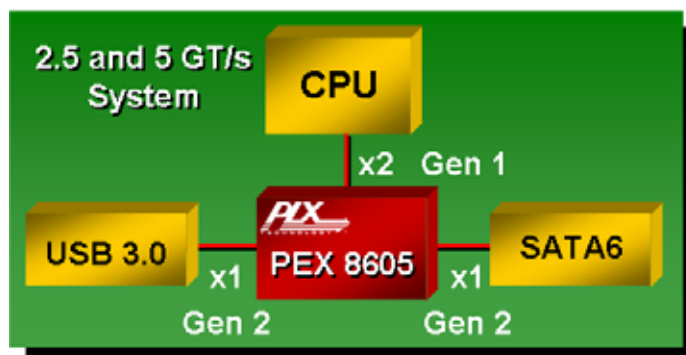 2.5 and 5 GT/s
System
CPU
x2 Gen 1
PLX
TECHNOLOGY
PEX 8605
USB 3.0
x1
Gen 2
SATA6
x1
Gen 2